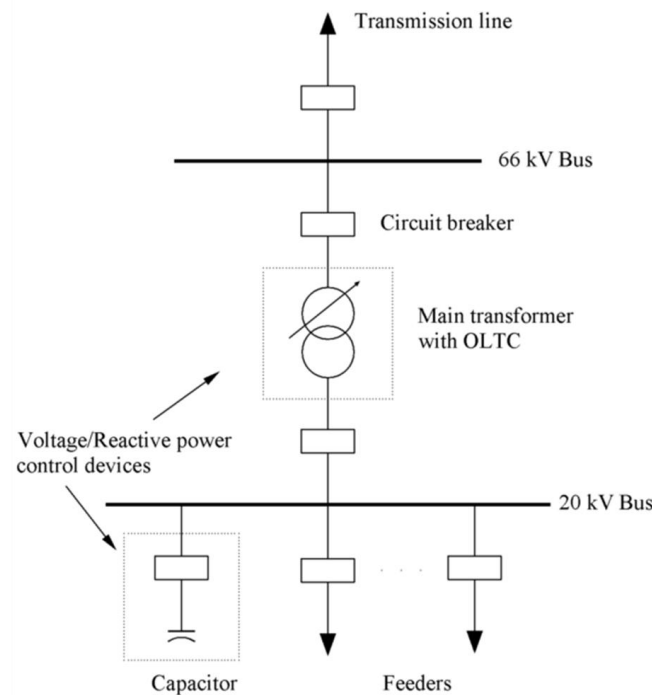 Transmission line
66 kV Bus
Circuit breaker
Main transformer
with OLTC
Voltage/Reactive power
control devices
20 kV Bus
Capacitor
Feeders